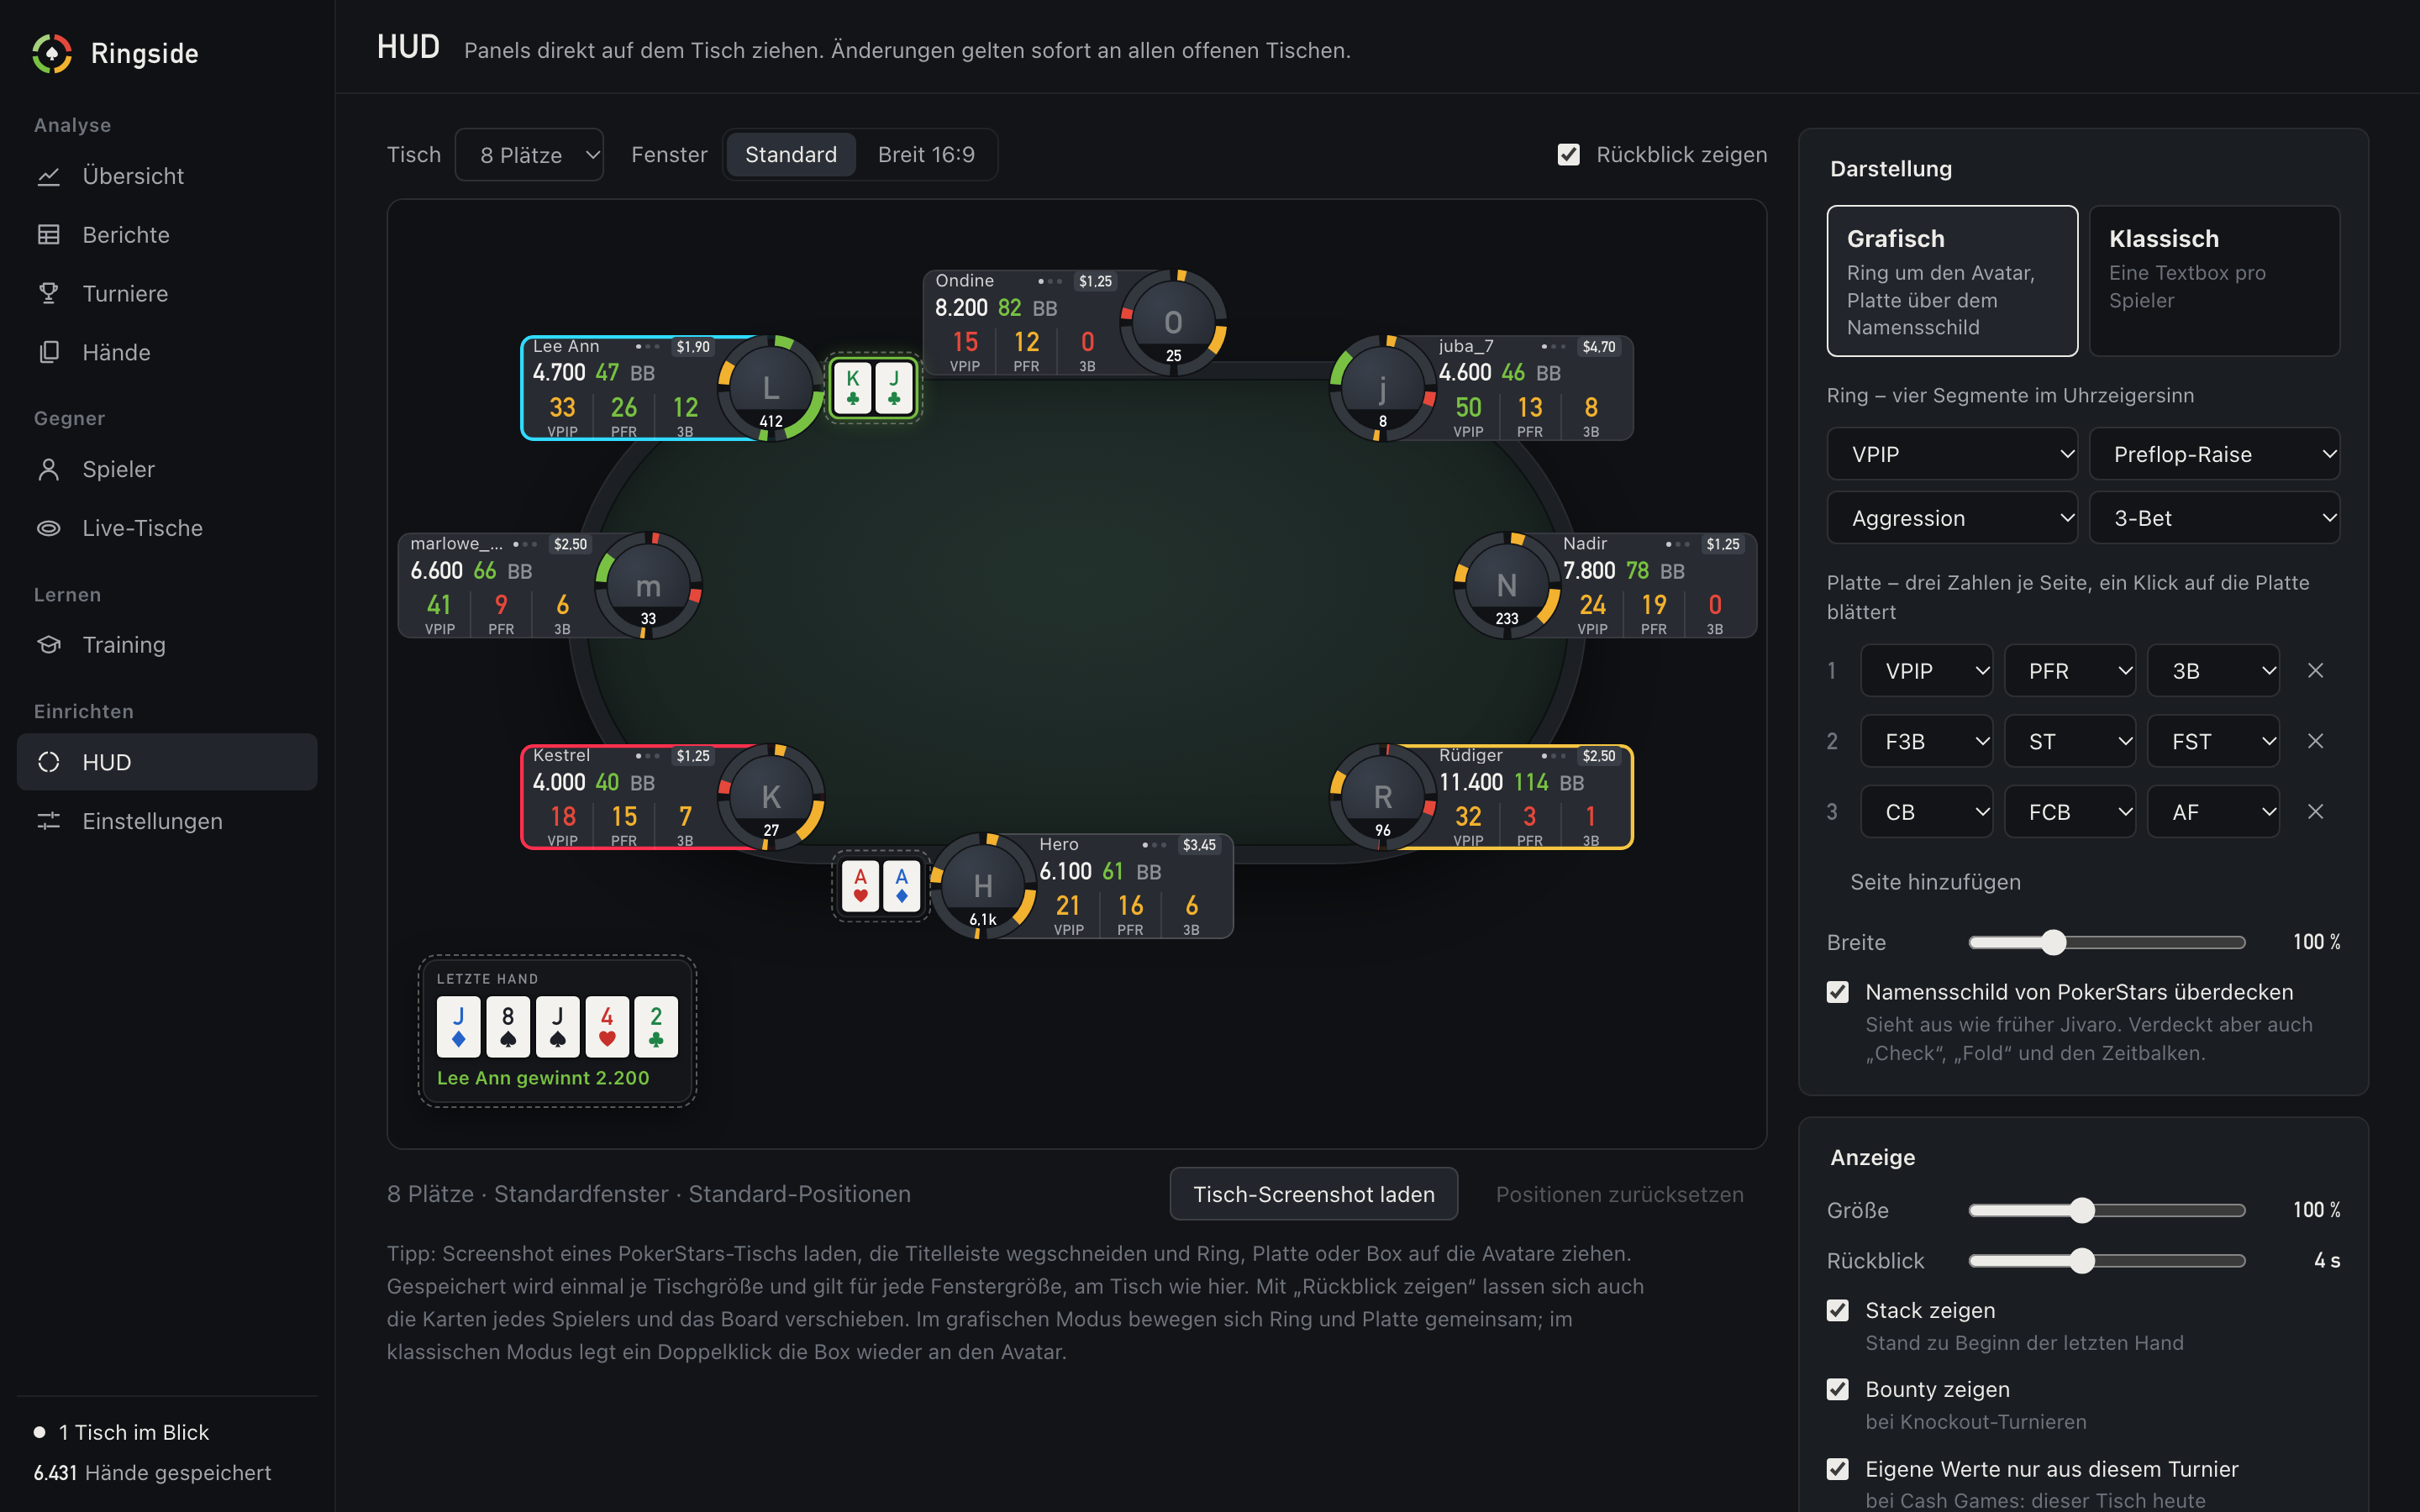 Ringside
Analyse
Übersicht
Berichte
Turniere
Hände
Gegner
Spieler
Live-Tische
Lernen
Training
Einrichten
HUD
Einstellungen
1 Tisch im Blick
6.431 Hände gespeichert
HUD Panels direkt auf dem Tisch ziehen. Änderungen gelten sofort an allen offenen Tischen.
Tisch 8 Plätze Fenster Standard Breit 16:9 Rückblick zeigen
Ondine $1,25
8.200 82 BB
15 12 0
VPIP PFR 3B
O
25
Lee Ann $1,90
4.700 47 BB
33 26 12
VPIP PFR 3B
L
412
K J
juba_7 $4,70
4.600 46 BB
50 13 8
VPIP PFR 3B
j
8
marlowe_... $2,50
6.600 66 BB
41 9 6
VPIP PFR 3B
m
33
Nadir $1,25
7.800 78 BB
24 19 0
VPIP PFR 3B
N
233
Kestrel $1,25
4.000 40 BB
18 15 7
VPIP PFR 3B
K
27
Rüdiger $2,50
11.400 114 BB
32 3 1
VPIP PFR 3B
R
96
A A
Hero $3,45
6.100 61 BB
21 16 6
VPIP PFR 3B
H
6,1k
LETZTE HAND
J 8 J 4 2
Lee Ann gewinnt 2.200
8 Plätze · Standardfenster · Standard-Positionen
Tisch-Screenshot laden
Positionen zurücksetzen
Tipp: Screenshot eines PokerStars-Tischs laden, die Titelleiste wegschneiden und Ring, Platte oder Box auf die Avatare ziehen.
Gespeichert wird einmal je Tischgröße und gilt für jede Fenstergröße, am Tisch wie hier. Mit „Rückblick zeigen“ lassen sich auch
die Karten jedes Spielers und das Board verschieben. Im grafischen Modus bewegen sich Ring und Platte gemeinsam; im
klassischen Modus legt ein Doppelklick die Box wieder an den Avatar.
Darstellung
Grafisch
Ring um den Avatar,
Platte über dem
Namensschild
Klassisch
Eine Textbox pro
Spieler
Ring – vier Segmente im Uhrzeigersinn
VPIP Preflop-Raise
Aggression 3-Bet
Platte – drei Zahlen je Seite, ein Klick auf die Platte
blättert
1 VPIP PFR 3B
2 F3B ST FST
3 CB FCB AF
Seite hinzufügen
Breite 100 %
Namensschild von PokerStars überdecken
Sieht aus wie früher Jivaro. Verdeckt aber auch
„Check“, „Fold“ und den Zeitbalken.
Anzeige
Größe 100 %
Rückblick 4 s
Stack zeigen
Stand zu Beginn der letzten Hand
Bounty zeigen
bei Knockout-Turnieren
Eigene Werte nur aus diesem Turnier
bei Cash Games: dieser Tisch heute